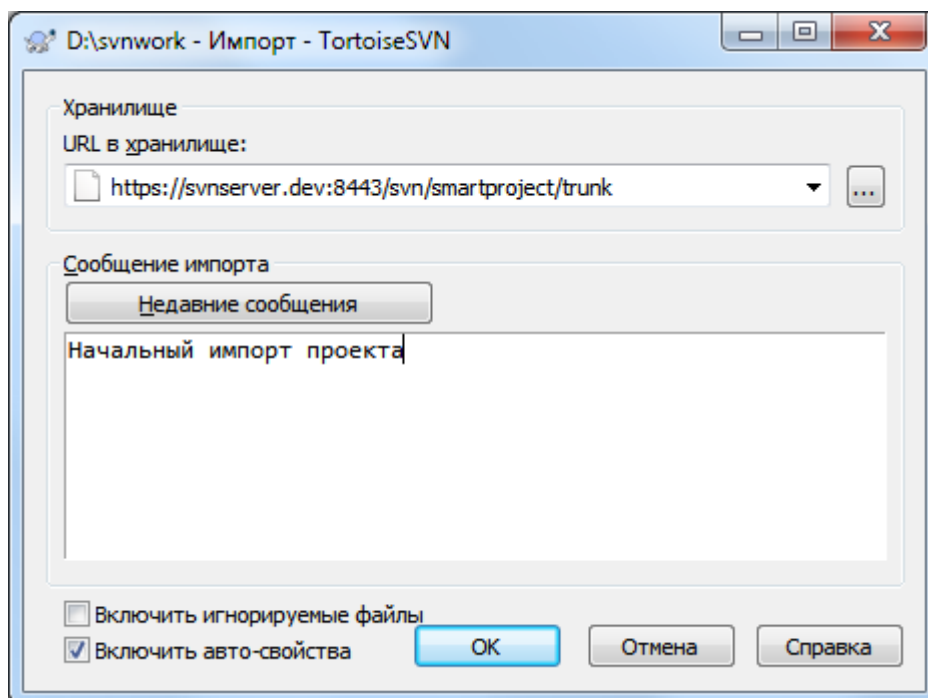 D:\svnwork - Импорт - TortoiseSVN
Хранилище
URL в хранилище:
https://svnserver.dev:8443/svn/smartproject/trunk
...
Сообщение импорта
Недавние сообщения
Начальный импорт проекта
Включить игнорируемые файлы
Включить авто-свойства
OK
Отмена
Справка